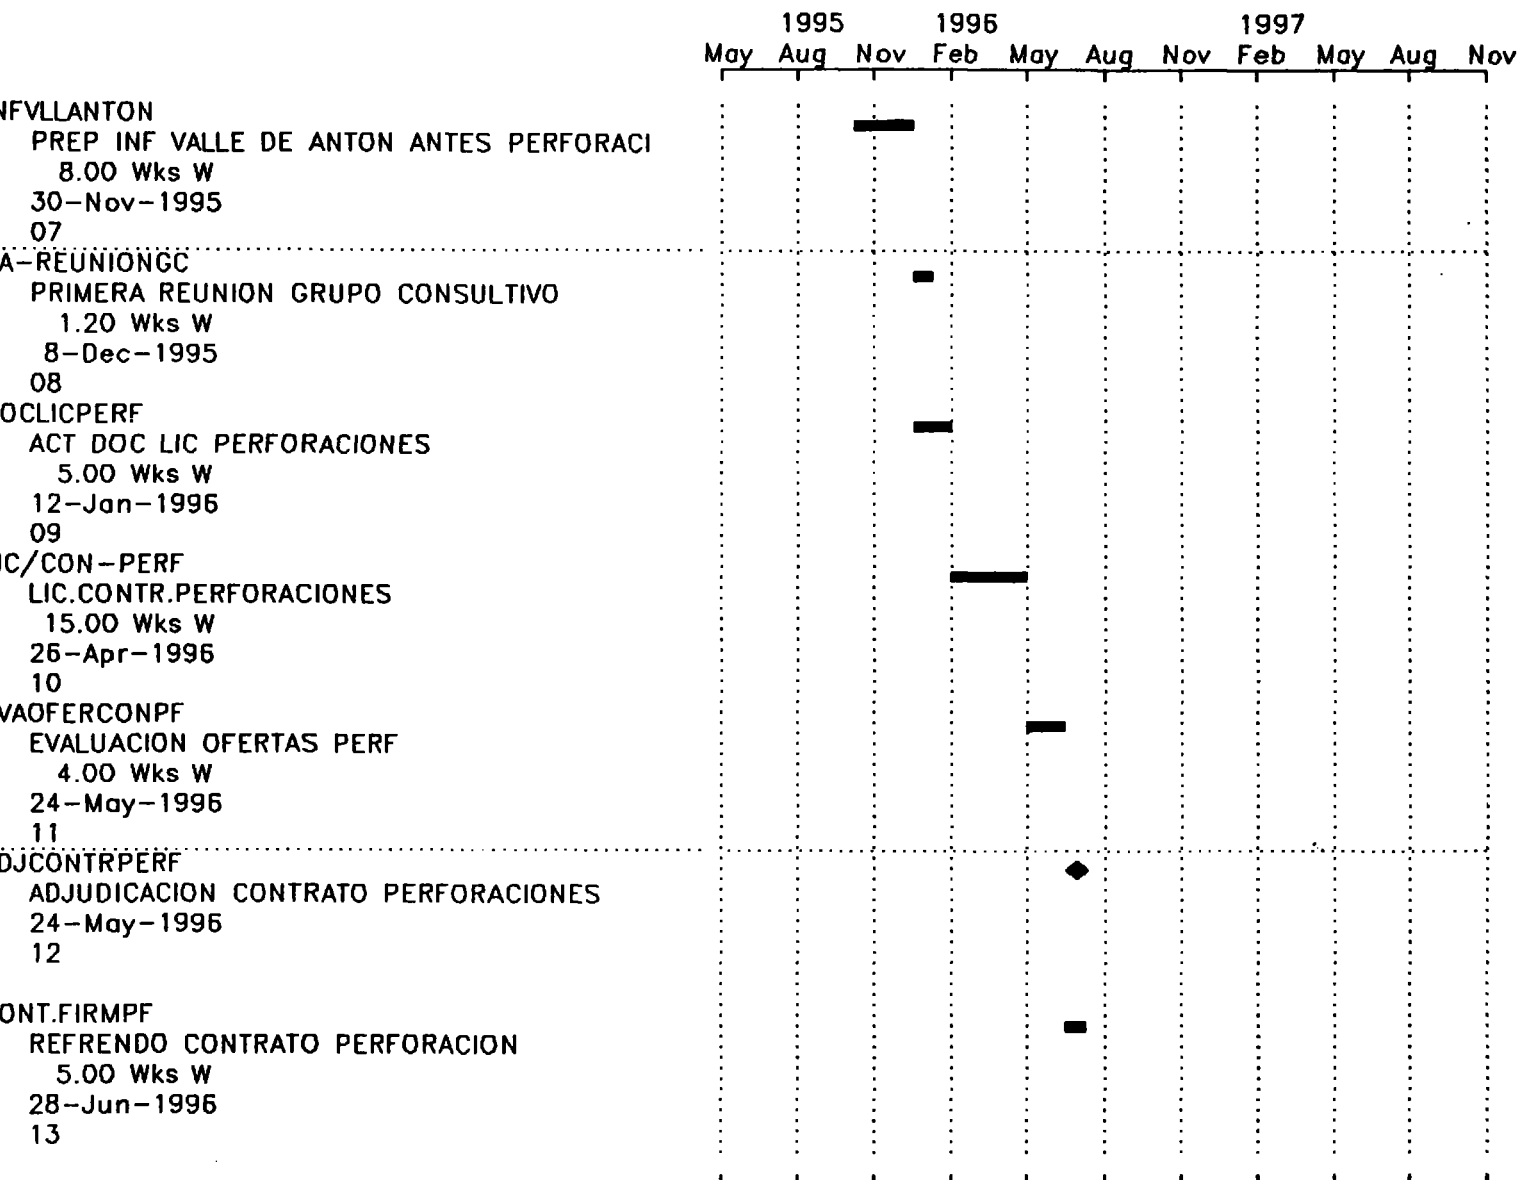 1995 1996 1997
May Aug Nov Feb May Aug Nov Feb May Aug Nov
NFVLLANTON
PREP INF VALLE DE ANTON ANTES PERFORACI
8.00 Wks W
30-Nov-1995
07
A-REUNIONGC
PRIMERA REUNION GRUPO CONSULTIVO
1.20 Wks W
8-Dec-1995
08
OCLICPERF
ACT DOC LIC PERFORACIONES
5.00 Wks W
12-Jan-1996
09
IC/CON-PERF
LIC.CONTR.PERFORACIONES
15.00 Wks W
26-Apr-1996
10
VAOFERCONPF
EVALUACION OFERTAS PERF
4.00 Wks W
24-May-1996
11
DJCONTRPERF
ADJUDICACION CONTRATO PERFORACIONES
24-May-1996
12
ONT.FIRMPF
REFRENDO CONTRATO PERFORACION
5.00 Wks W
28-Jun-1996
13